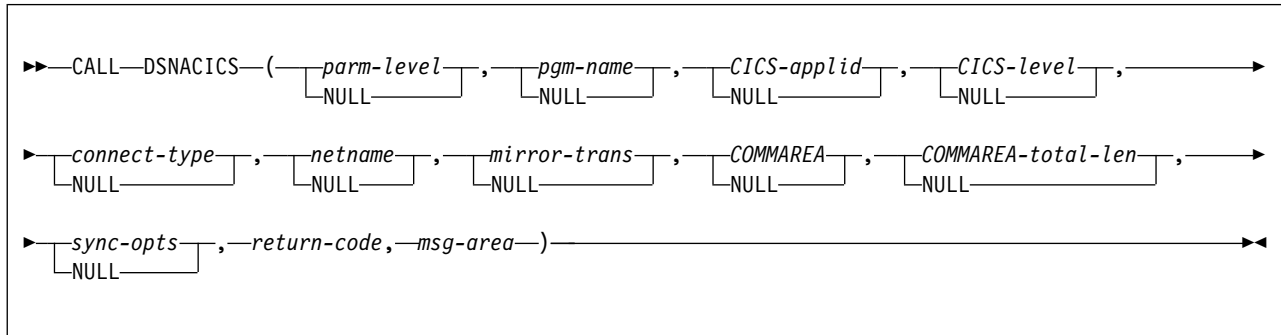 CALL DSNACICS ( parm-level , pgm-name , CICS-applid , CICS-level ,
NULL NULL NULL NULL
connect-type , netname , mirror-trans , COMMAREA , COMMAREA-total-len ,
NULL NULL NULL NULL NULL
sync-opts , return-code, msg-area )
NULL